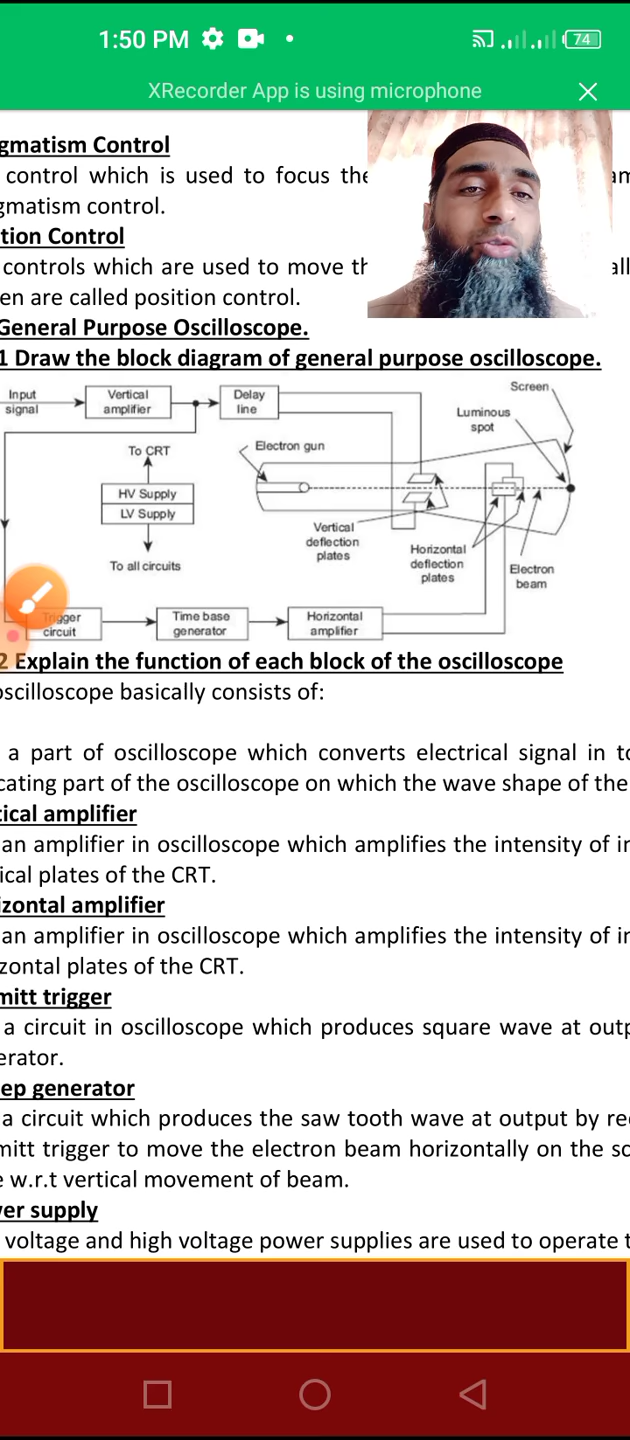 1:50 PM
74
XRecorder App is using microphone
gmatism Control
control which is used to focus the
gmatism control.
tion Control
controls which are used to move th
all
en are called position control.
General Purpose Oscilloscope.
1 Draw the block diagram of general purpose oscilloscope.
Input signal
Vertical amplifier
Delay line
Screen
Luminous spot
To CRT
Electron gun
HV Supply
LV Supply
Vertical deflection plates
Horizontal deflection plates
Electron beam
To all circuits
Trigger circuit
Time base generator
Horizontal amplifier
2 Explain the function of each block of the oscilloscope
oscilloscope basically consists of:
a part of oscilloscope which converts electrical signal in to
cating part of the oscilloscope on which the wave shape of the
tical amplifier
an amplifier in oscilloscope which amplifies the intensity of in
ical plates of the CRT.
izontal amplifier
an amplifier in oscilloscope which amplifies the intensity of in
zontal plates of the CRT.
mitt trigger
a circuit in oscilloscope which produces square wave at outp
erator.
ep generator
a circuit which produces the saw tooth wave at output by re
mitt trigger to move the electron beam horizontally on the sc
e w.r.t vertical movement of beam.
er supply
voltage and high voltage power supplies are used to operate t